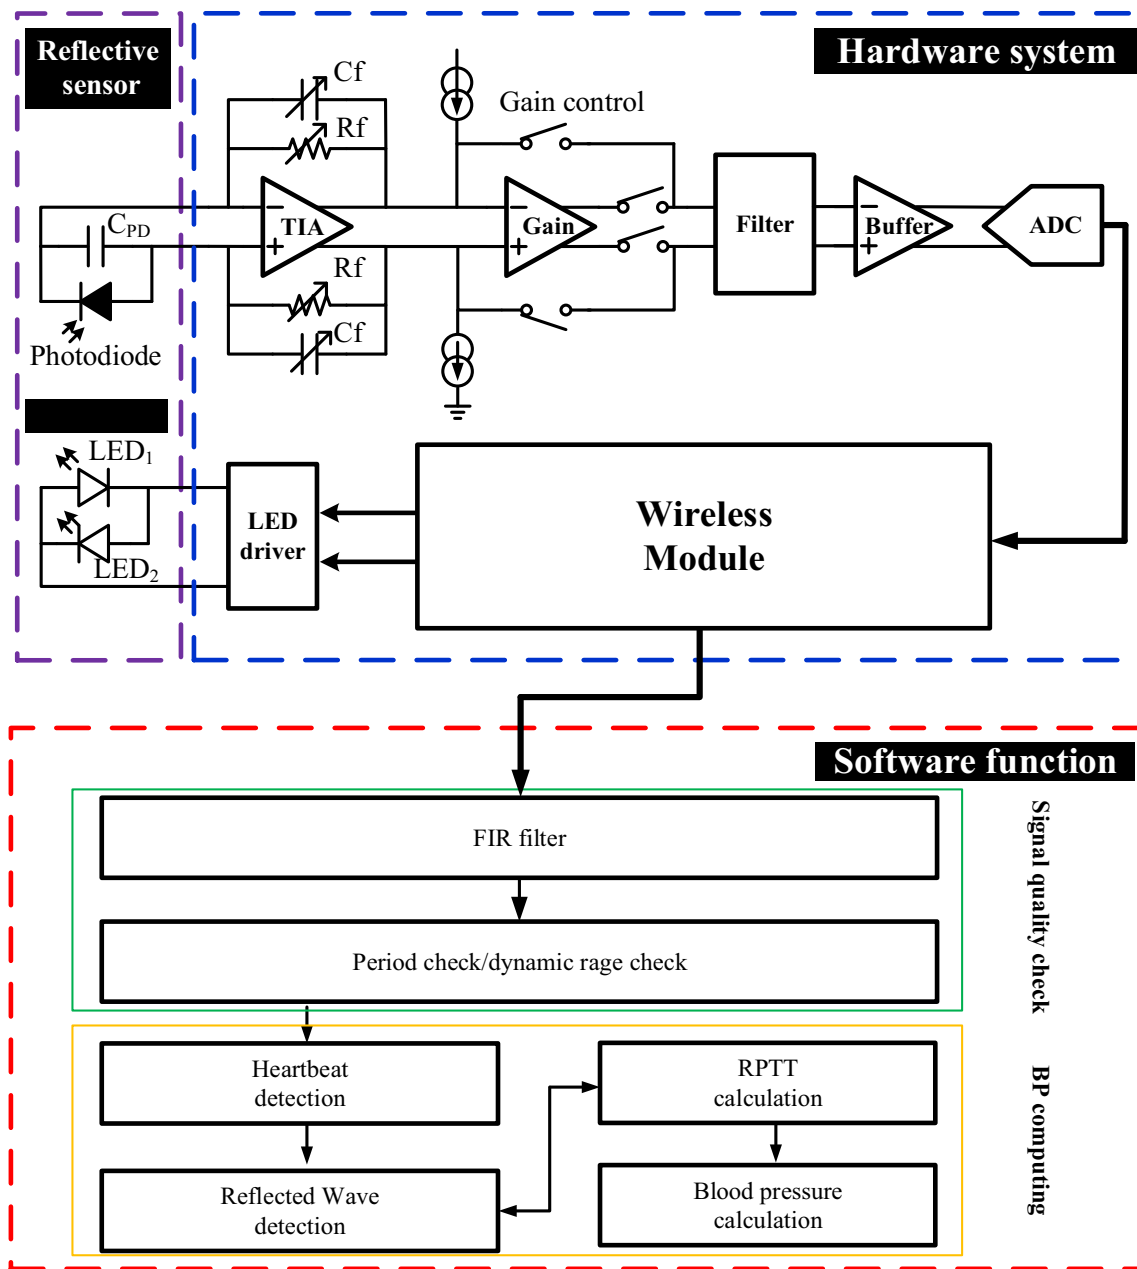 Reflective
sensor
Hardware system
Cf
Rf
Gain control
C_PD
TIA
Gain
Filter
Buffer
ADC
Rf
Cf
Photodiode
LED₁
LED₂
LED
driver
Wireless
Module
Software function
FIR filter
Period check/dynamic rage check
Signal quality check
Heartbeat
detection
RPTT
calculation
Reflected Wave
detection
Blood pressure
calculation
BP computing